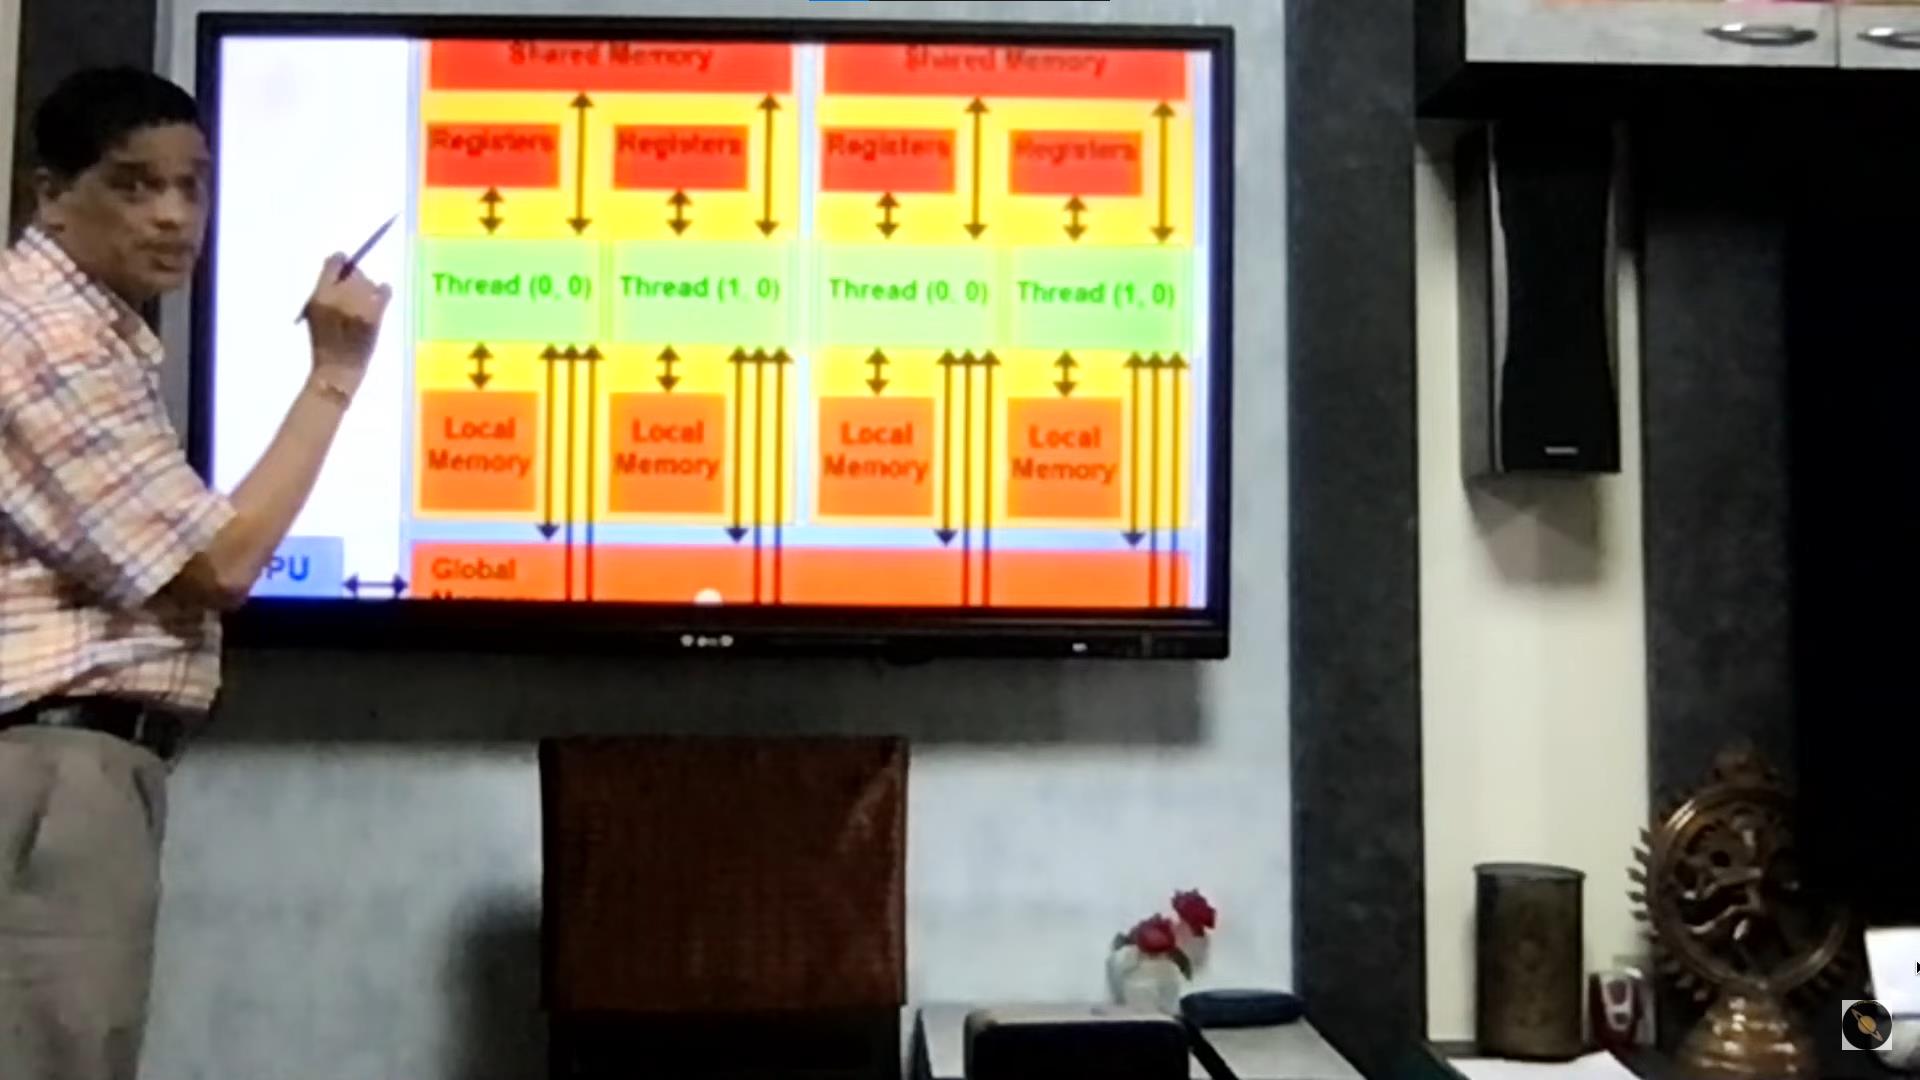 Shared Memory Shared Memory
Registers Registers Registers Registers
Thread (0, 0) Thread (1, 0) Thread (0, 0) Thread (1, 0)
Local Memory Local Memory Local Memory Local Memory
PU
Global